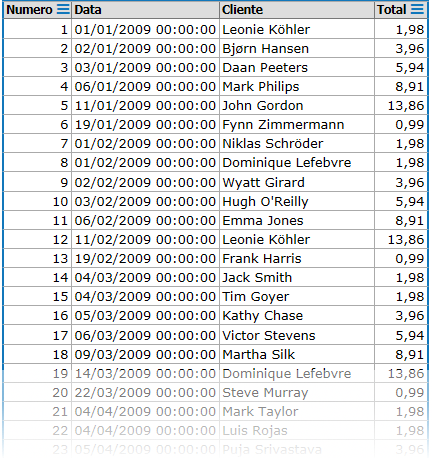 Numero Data Cliente Total
1 01/01/2009 00:00:00 Leonie Köhler 1,98
2 02/01/2009 00:00:00 Bjørn Hansen 3,96
3 03/01/2009 00:00:00 Daan Peeters 5,94
4 06/01/2009 00:00:00 Mark Philips 8,91
5 11/01/2009 00:00:00 John Gordon 13,86
6 19/01/2009 00:00:00 Fynn Zimmermann 0,99
7 01/02/2009 00:00:00 Niklas Schröder 1,98
8 01/02/2009 00:00:00 Dominique Lefebvre 1,98
9 02/02/2009 00:00:00 Wyatt Girard 3,96
10 03/02/2009 00:00:00 Hugh O'Reilly 5,94
11 06/02/2009 00:00:00 Emma Jones 8,91
12 11/02/2009 00:00:00 Leonie Köhler 13,86
13 19/02/2009 00:00:00 Frank Harris 0,99
14 04/03/2009 00:00:00 Jack Smith 1,98
15 04/03/2009 00:00:00 Tim Goyer 1,98
16 05/03/2009 00:00:00 Kathy Chase 3,96
17 06/03/2009 00:00:00 Victor Stevens 5,94
18 09/03/2009 00:00:00 Martha Silk 8,91
19 14/03/2009 00:00:00 Dominique Lefebvre 13,86
20 22/03/2009 00:00:00 Steve Murray 0,99
21 04/04/2009 00:00:00 Mark Taylor 1,98
22 04/04/2009 00:00:00 Luis Rojas 1,98
23 05/04/2009 00:00:00 Puja Srivastava 3,96